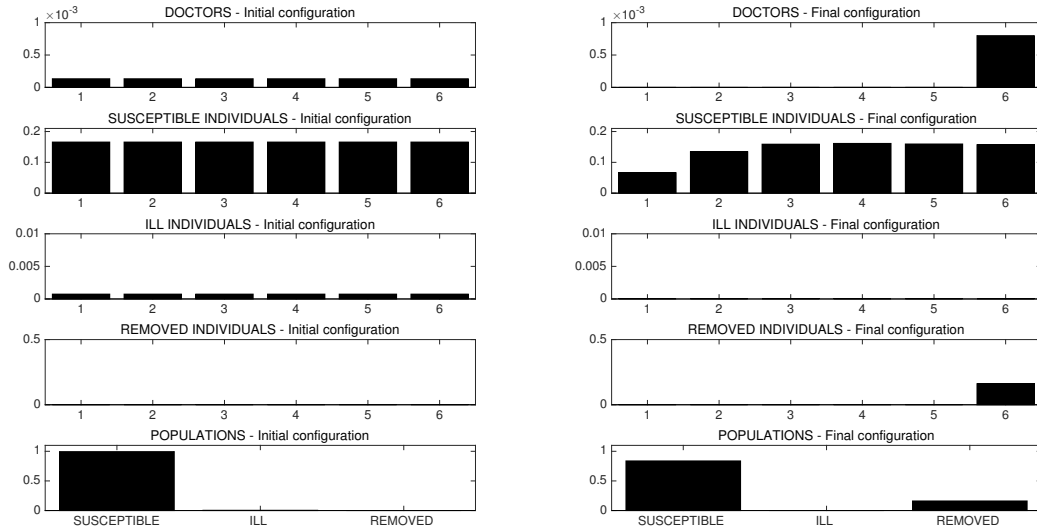 ×10⁻³ DOCTORS - Initial configuration
1
0.5
0
1 2 3 4 5 6
SUSCEPTIBLE INDIVIDUALS - Initial configuration
0.2
0.1
0
1 2 3 4 5 6
ILL INDIVIDUALS - Initial configuration
0.01
0.005
0
1 2 3 4 5 6
REMOVED INDIVIDUALS - Initial configuration
0.5
0
1 2 3 4 5 6
POPULATIONS - Initial configuration
1
0.5
0
SUSCEPTIBLE ILL REMOVED
×10⁻³ DOCTORS - Final configuration
1
0.5
0
1 2 3 4 5 6
SUSCEPTIBLE INDIVIDUALS - Final configuration
0.2
0.1
0
1 2 3 4 5 6
ILL INDIVIDUALS - Final configuration
0.01
0.005
0
1 2 3 4 5 6
REMOVED INDIVIDUALS - Final configuration
0.5
0
1 2 3 4 5 6
POPULATIONS - Final configuration
1
0.5
0
SUSCEPTIBLE ILL REMOVED